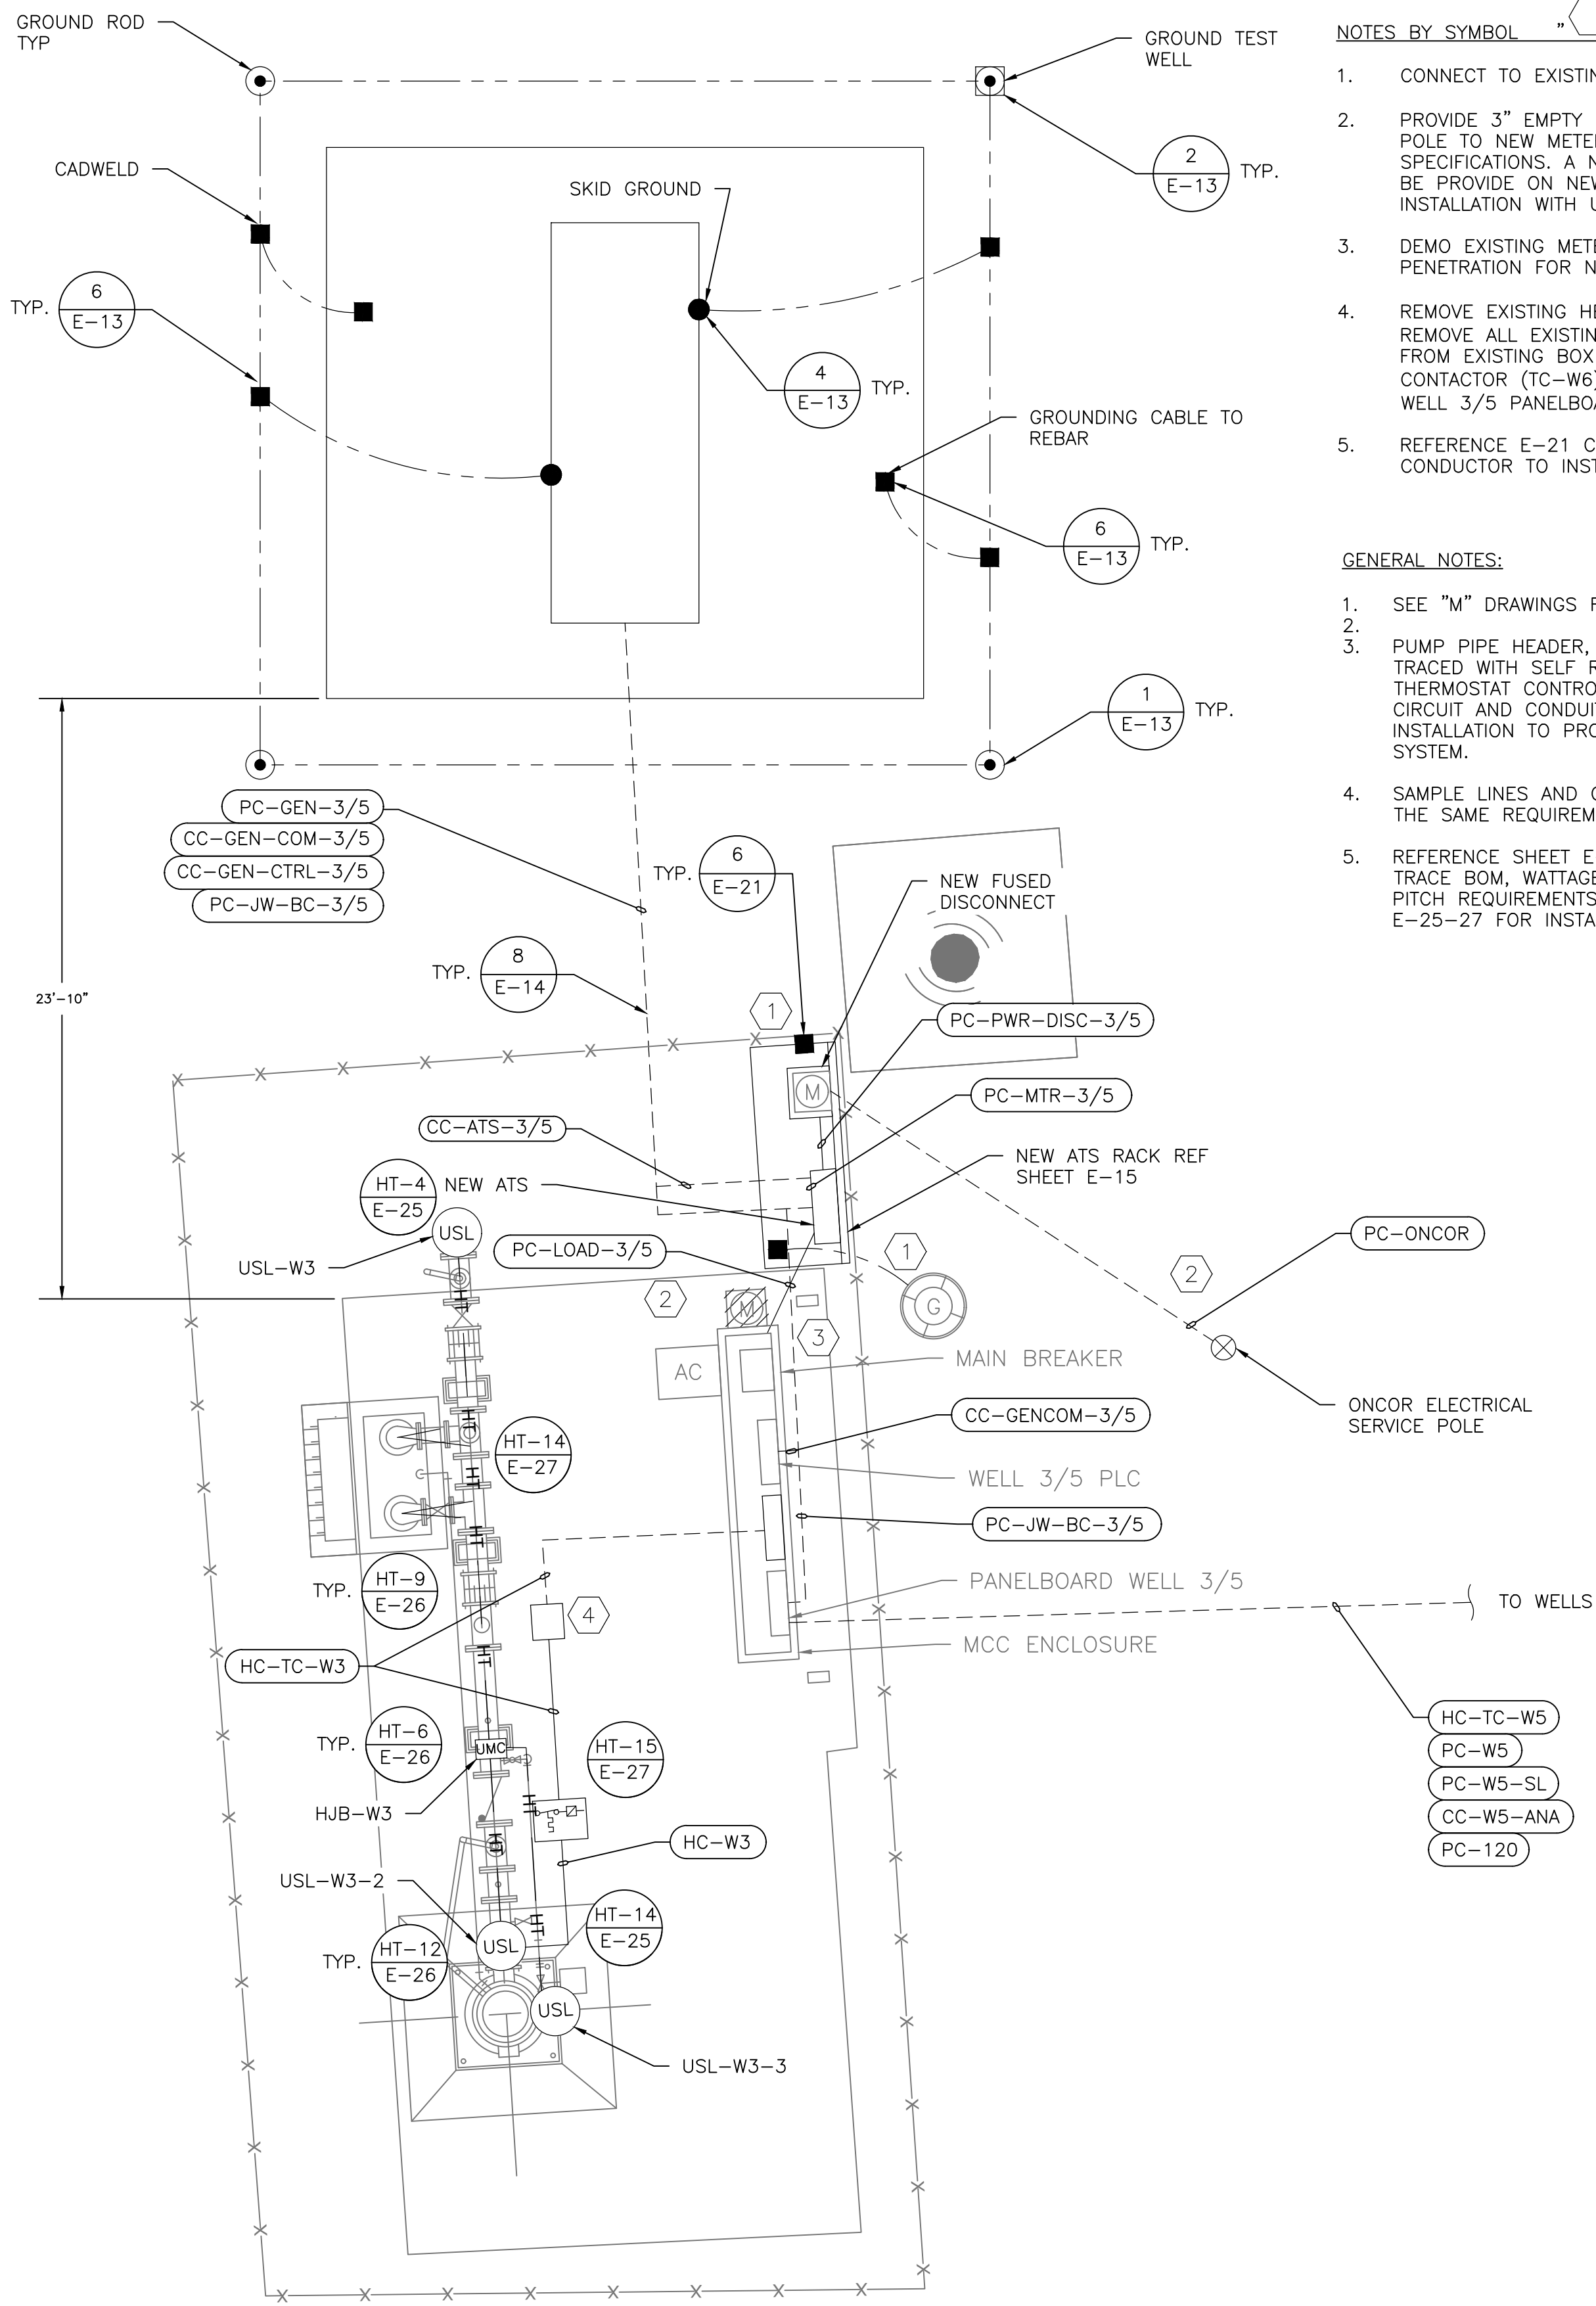 GROUND ROD
TYP
GROUND TEST
WELL
2
E-13
TYP.
CADWELD
SKID GROUND
TYP.
6
E-13
4
E-13
TYP.
GROUNDING CABLE TO
REBAR
6
E-13
TYP.
1
E-13
TYP.
23'-10"
PC-GEN-3/5
CC-GEN-COM-3/5
CC-GEN-CTRL-3/5
PC-JW-BC-3/5
TYP.
6
E-21
NEW FUSED
DISCONNECT
TYP.
8
E-14
1
PC-PWR-DISC-3/5
M
PC-MTR-3/5
CC-ATS-3/5
NEW ATS RACK REF
SHEET E-15
HT-4
E-25
NEW ATS
USL
USL-W3
PC-LOAD-3/5
1
PC-ONCOR
2
HT
2
M
G
3
AC
MAIN BREAKER
ONCOR ELECTRICAL
SERVICE POLE
CC-GENCOM-3/5
HT
HT-14
E-27
HT
WELL 3/5 PLC
PC-JW-BC-3/5
HT
TYP.
HT-9
E-26
PANELBOARD WELL 3/5
4
TO WELLS
MCC ENCLOSURE
HC-TC-W3
HT
HC-TC-W5
PC-W5
PC-W5-SL
CC-W5-ANA
PC-120
TYP.
HT-6
E-26
UMC
HT-15
E-27
HJB-W3
HT
HT
HC-W3
USL-W3-2
HT
HT-14
E-25
TYP.
HT-12
E-26
USL
USL
USL-W3-3
NOTES BY SYMBOL "
1. CONNECT TO EXISTIN
2. PROVIDE 3" EMPTY
POLE TO NEW METE
SPECIFICATIONS. A N
BE PROVIDE ON NEW
INSTALLATION WITH U
3. DEMO EXISTING METE
PENETRATION FOR N
4. REMOVE EXISTING HE
REMOVE ALL EXISTIN
FROM EXISTING BOX
CONTACTOR (TC-W6)
WELL 3/5 PANELBOA
5. REFERENCE E-21 C
CONDUCTOR TO INST
GENERAL NOTES:
1. SEE "M" DRAWINGS F
2.
3. PUMP PIPE HEADER,
TRACED WITH SELF R
THERMOSTAT CONTRO
CIRCUIT AND CONDUIT
INSTALLATION TO PRO
SYSTEM.
4. SAMPLE LINES AND C
THE SAME REQUIREM
5. REFERENCE SHEET E
TRACE BOM, WATTAGE
PITCH REQUIREMENTS
E-25-27 FOR INSTA